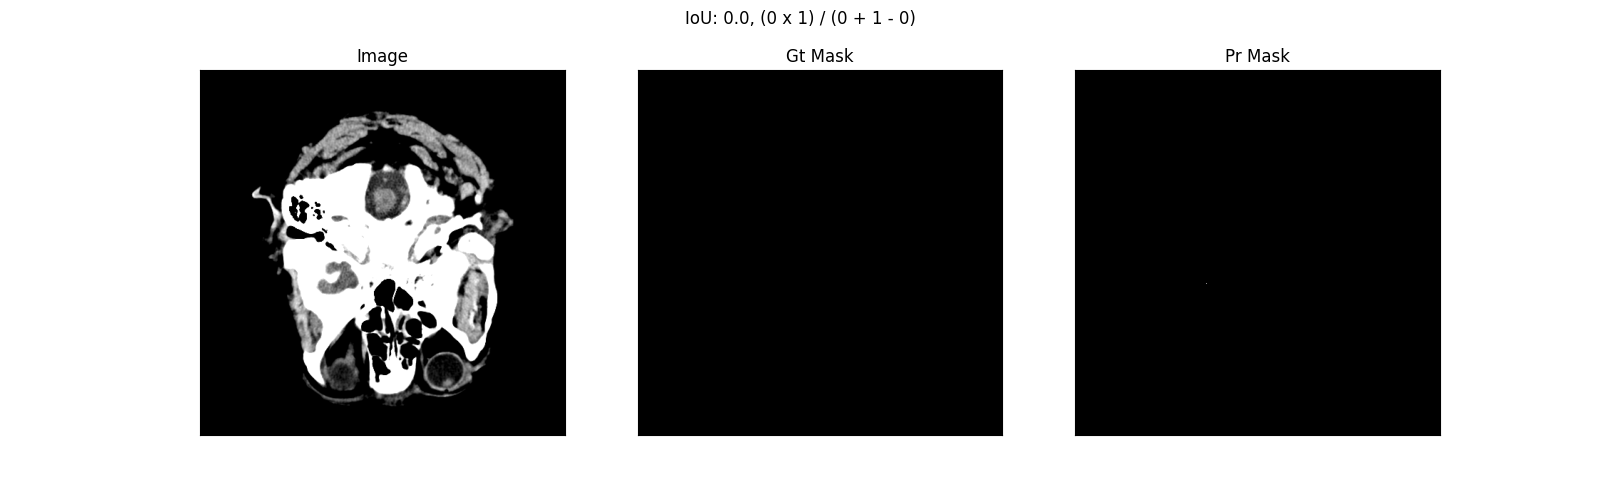 IoU: 0.0, (0 x 1) / (0 + 1 - 0)
Image
Gt Mask
Pr Mask